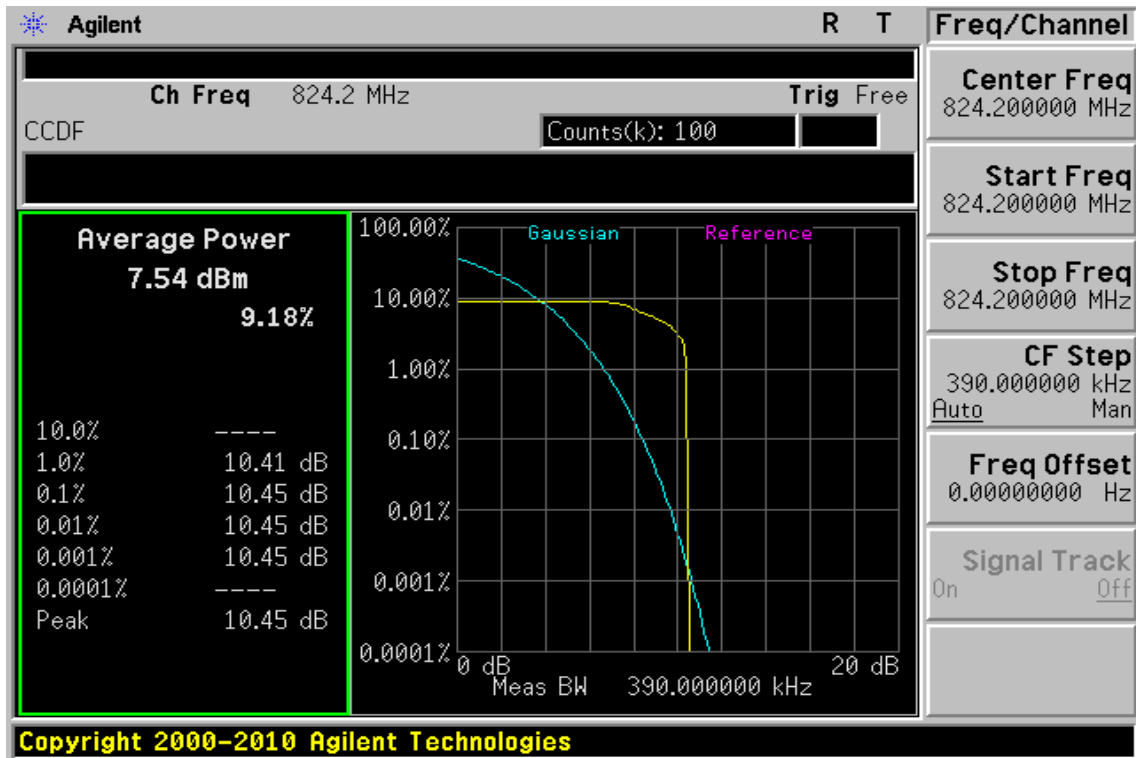 Agilent R T
Ch Freq 824.2 MHz Trig Free
CCDF Counts(k): 100
Average Power
7.54 dBm
9.18%
10.0% ----
1.0% 10.41 dB
0.1% 10.45 dB
0.01% 10.45 dB
0.001% 10.45 dB
0.0001% ----
Peak 10.45 dB
Gaussian Reference
100.00%
10.00%
1.00%
0.10%
0.01%
0.001%
0.0001%
0 dB 20 dB
Meas BW 390.000000 kHz
Freq/Channel
Center Freq
824.200000 MHz
Start Freq
824.200000 MHz
Stop Freq
824.200000 MHz
CF Step
390.000000 kHz
Auto Man
Freq Offset
0.00000000 Hz
Signal Track
On Off
Copyright 2000-2010 Agilent Technologies